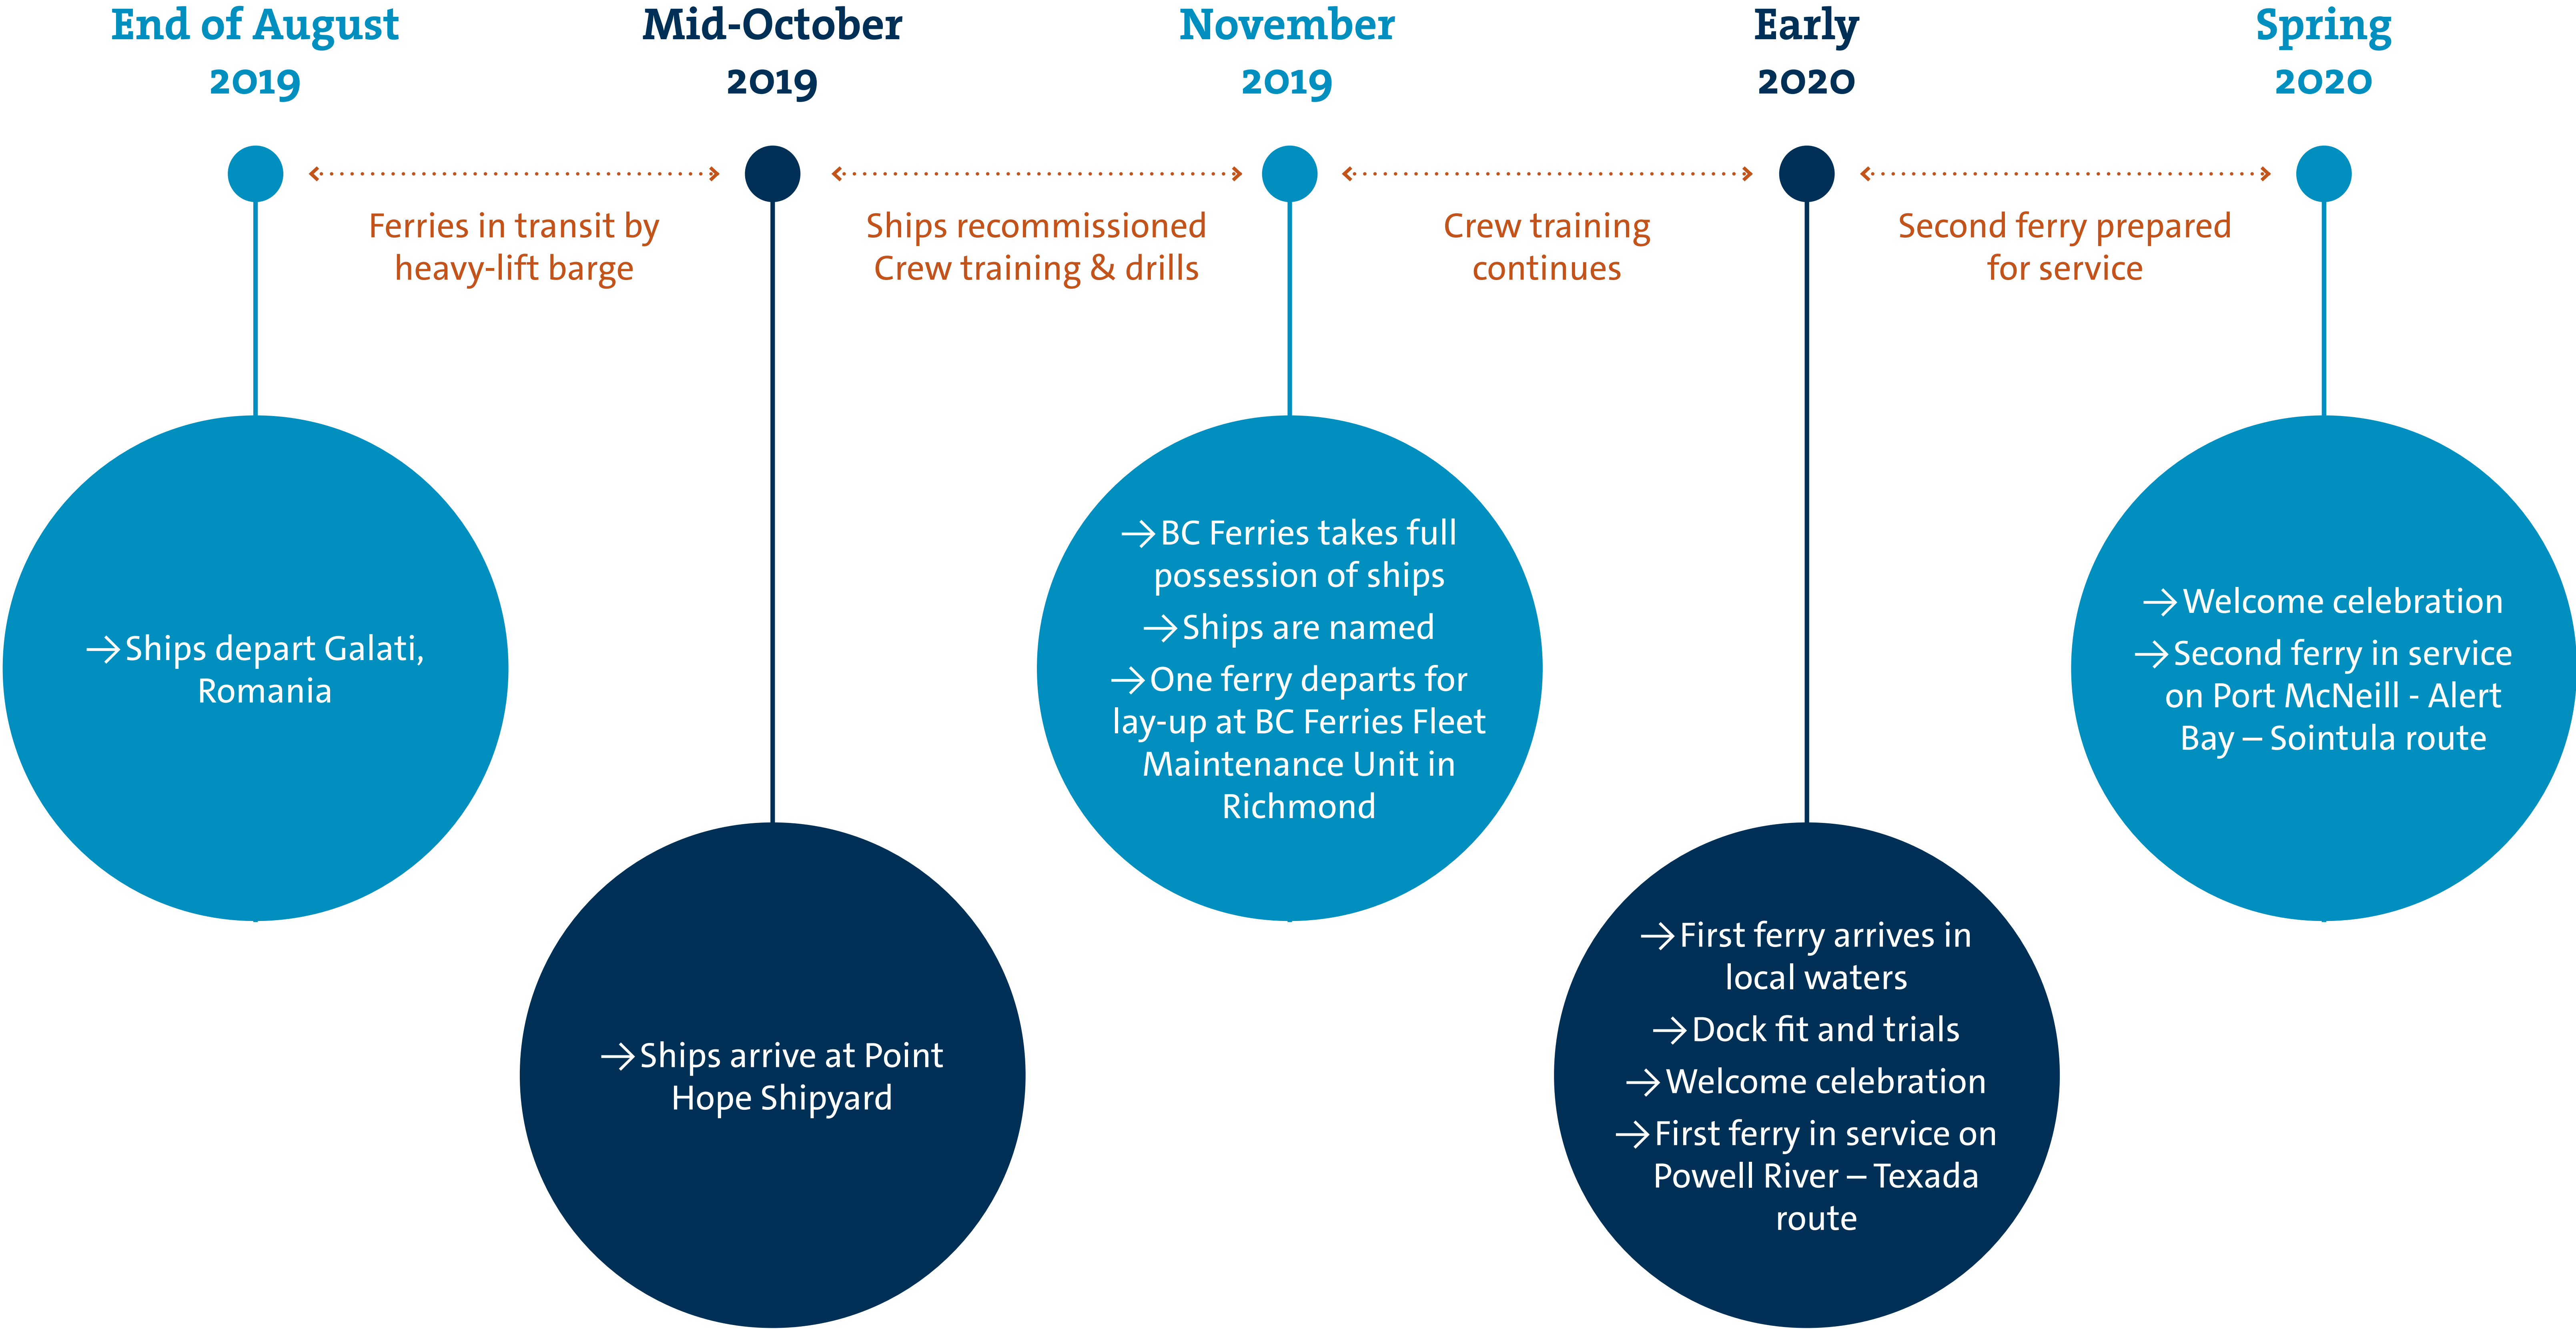 End of August
2019
Mid-October
2019
November
2019
Early
2020
Spring
2020
Ferries in transit by
heavy-lift barge
Ships recommissioned
Crew training & drills
Crew training
continues
Second ferry prepared
for service
→Ships depart Galati,
Romania
→Ships arrive at Point
Hope Shipyard
→BC Ferries takes full
possession of ships
→Ships are named
→One ferry departs for
lay-up at BC Ferries Fleet
Maintenance Unit in
Richmond
→First ferry arrives in
local waters
→Dock fit and trials
→Welcome celebration
→First ferry in service on
Powell River – Texada
route
→Welcome celebration
→Second ferry in service
on Port McNeill - Alert
Bay – Sointula route